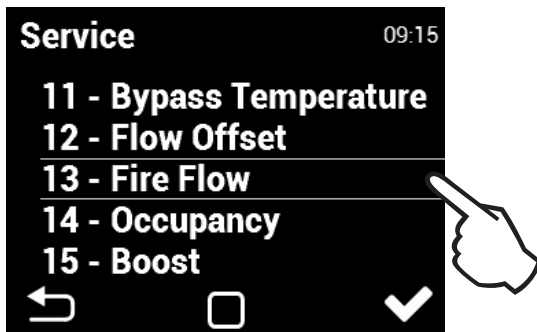 Service 09:15
11 - Bypass Temperature
12 - Flow Offset
13 - Fire Flow
14 - Occupancy
15 - Boost